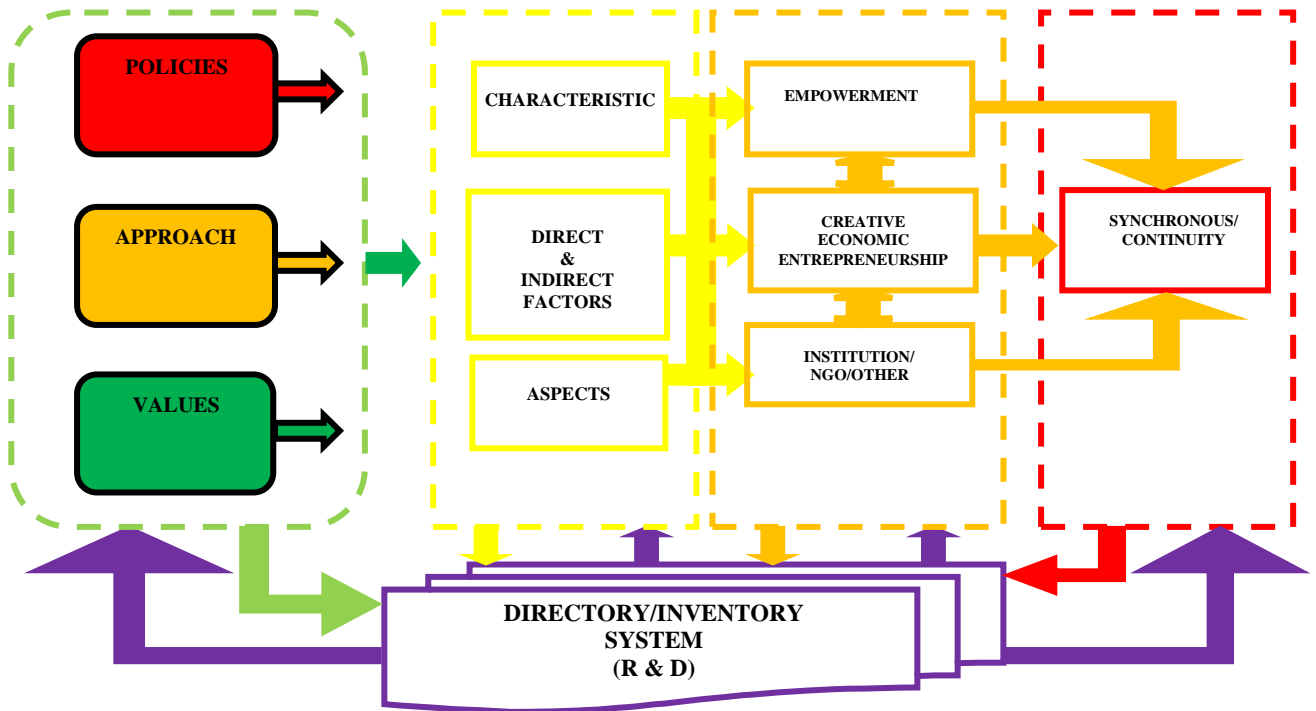 POLICIES
APPROACH
VALUES
CHARACTERISTIC
DIRECT
&
INDIRECT
FACTORS
ASPECTS
EMPOWERMENT
CREATIVE
ECONOMIC
ENTREPRENEURSHIP
INSTITUTION/
NGO/OTHER
SYNCHRONOUS/
CONTINUITY
DIRECTORY/INVENTORY
SYSTEM
(R & D)